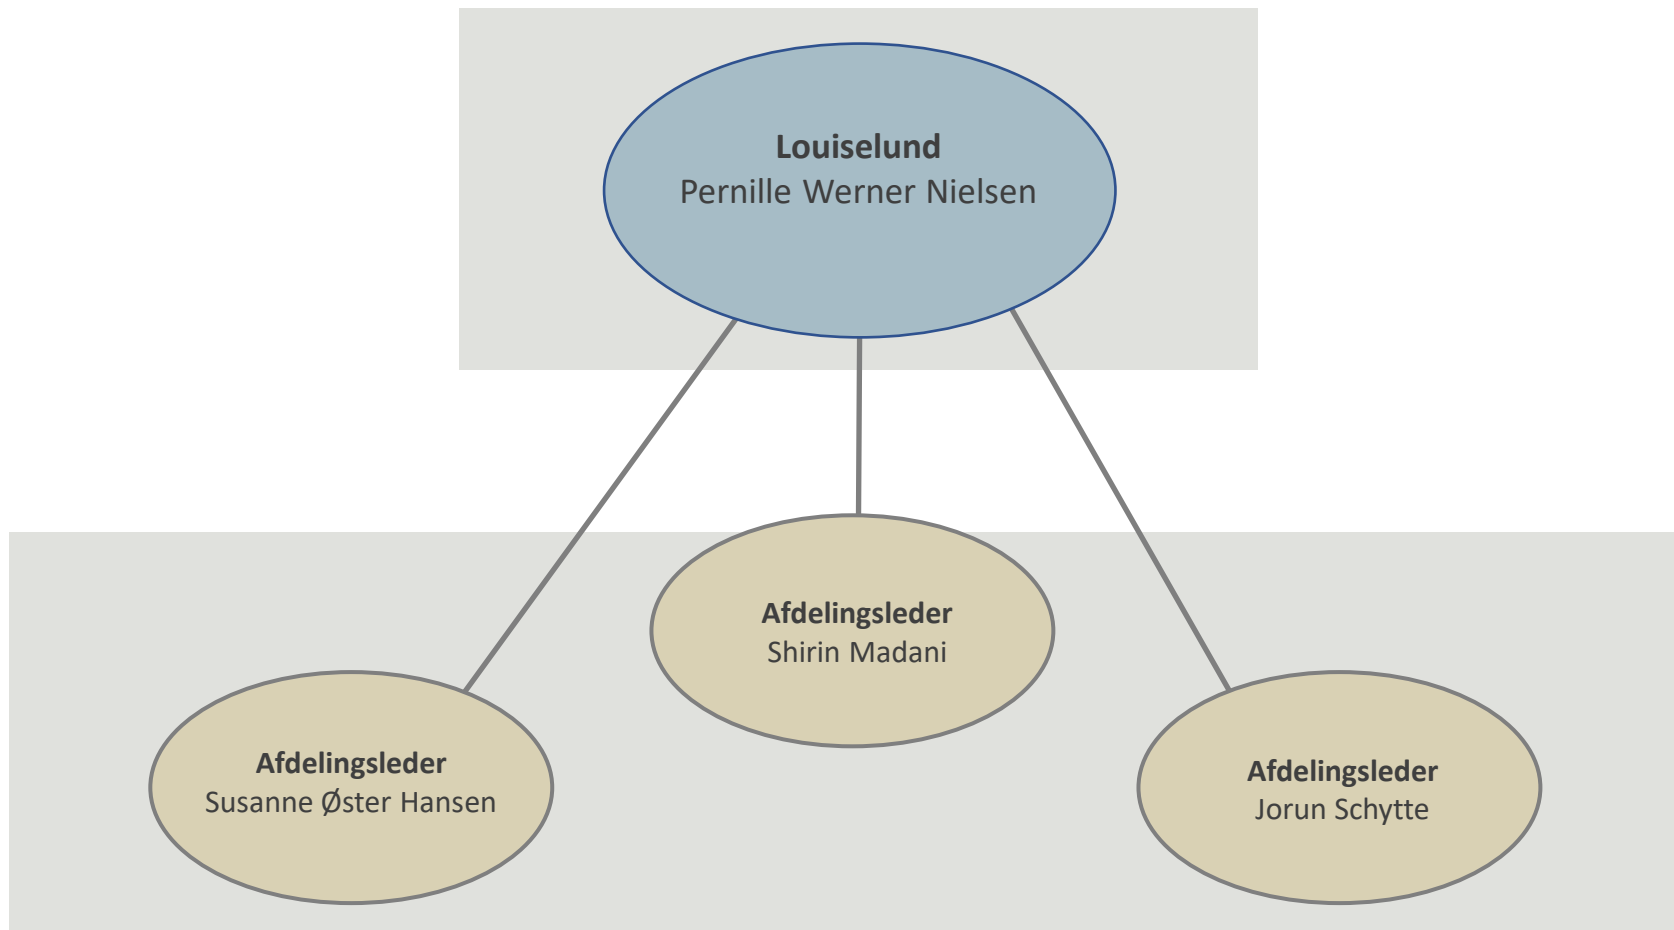 Louiselund
Pernille Werner Nielsen
Afdelingsleder
Shirin Madani
Afdelingsleder
Susanne Øster Hansen
Afdelingsleder
Jorun Schytte